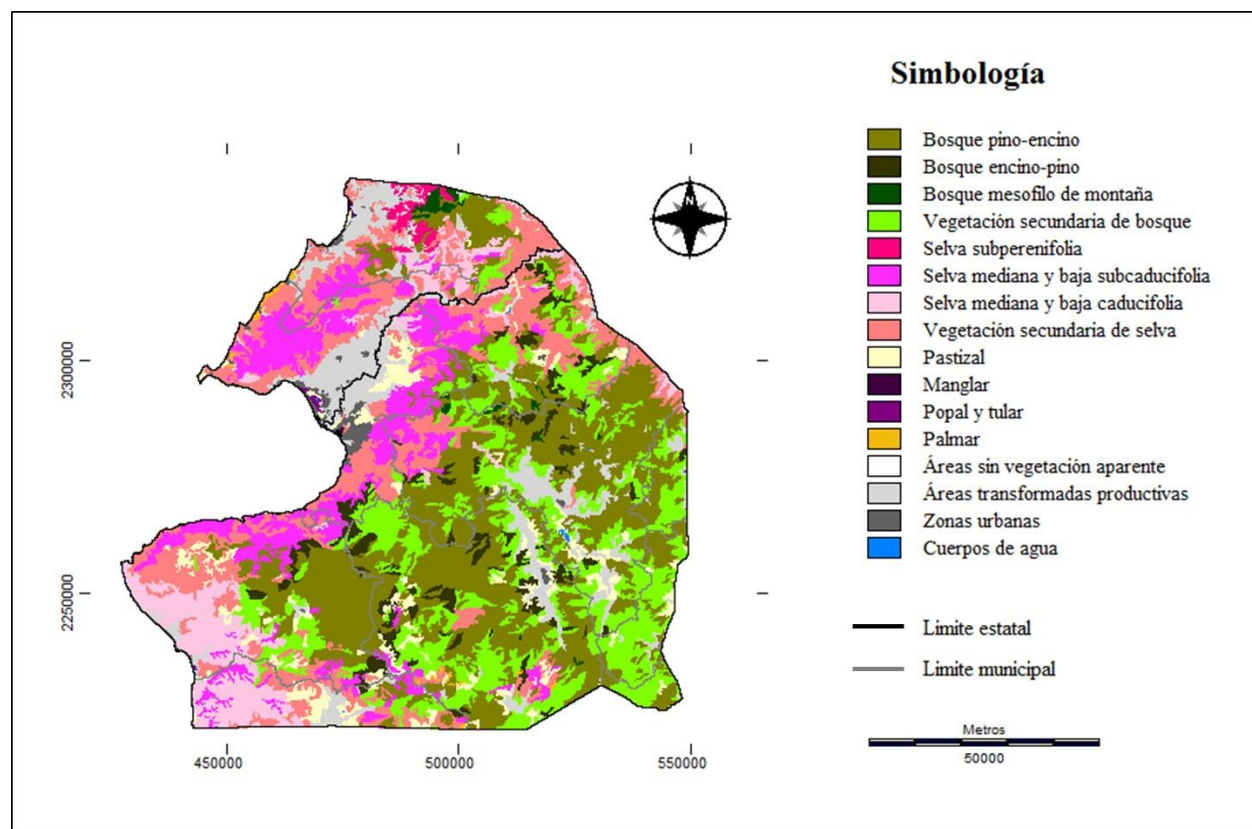 Simbología
Bosque pino-encino
Bosque encino-pino
Bosque mesofilo de montaña
Vegetación secundaria de bosque
Selva subperenifolia
Selva mediana y baja subcaducifolia
Selva mediana y baja caducifolia
Vegetación secundaria de selva
Pastizal
Manglar
Popal y tular
Palmar
Áreas sin vegetación aparente
Áreas transformadas productivas
Zonas urbanas
Cuerpos de agua
Limite estatal
Limite municipal
Metros
50000
N
2300000
2250000
450000
500000
550000